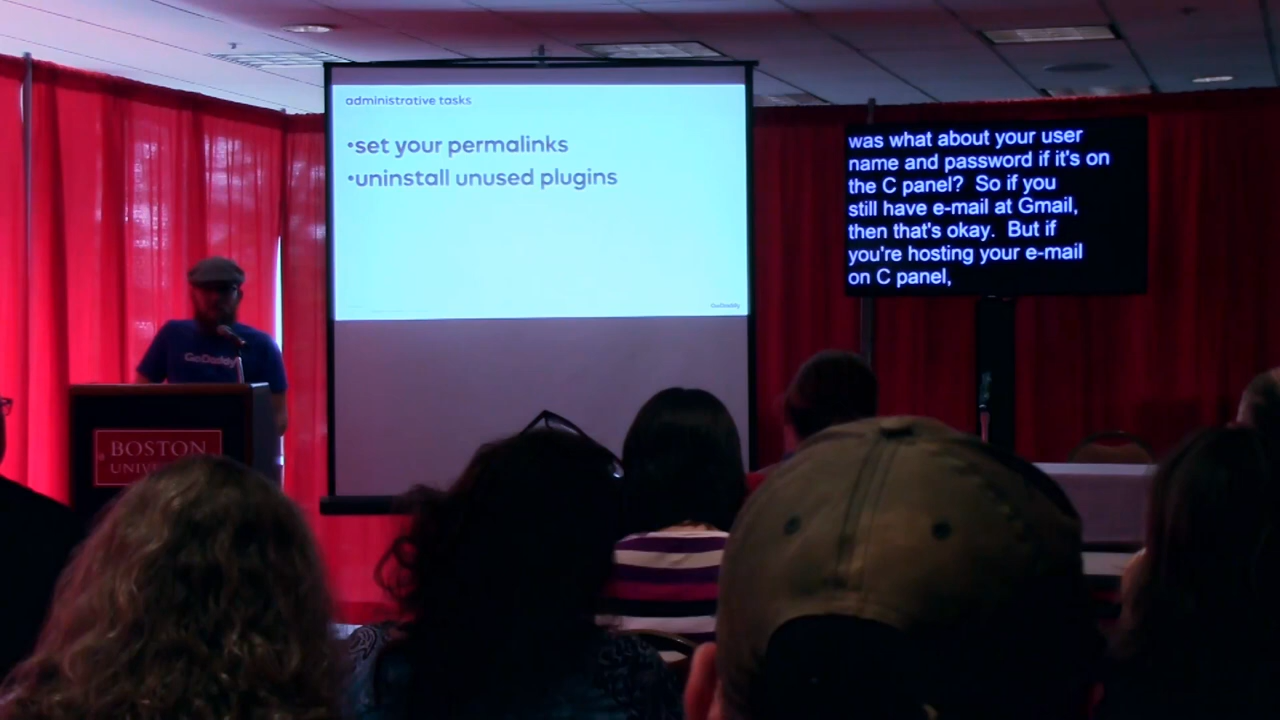 administrative tasks
•set your permalinks
•uninstall unused plugins
GoDaddy
was what about your user
name and password if it's on
the C panel?  So if you
still have e-mail at Gmail,
then that's okay.  But if
you're hosting your e-mail
on C panel,
GoDaddy
BOSTON